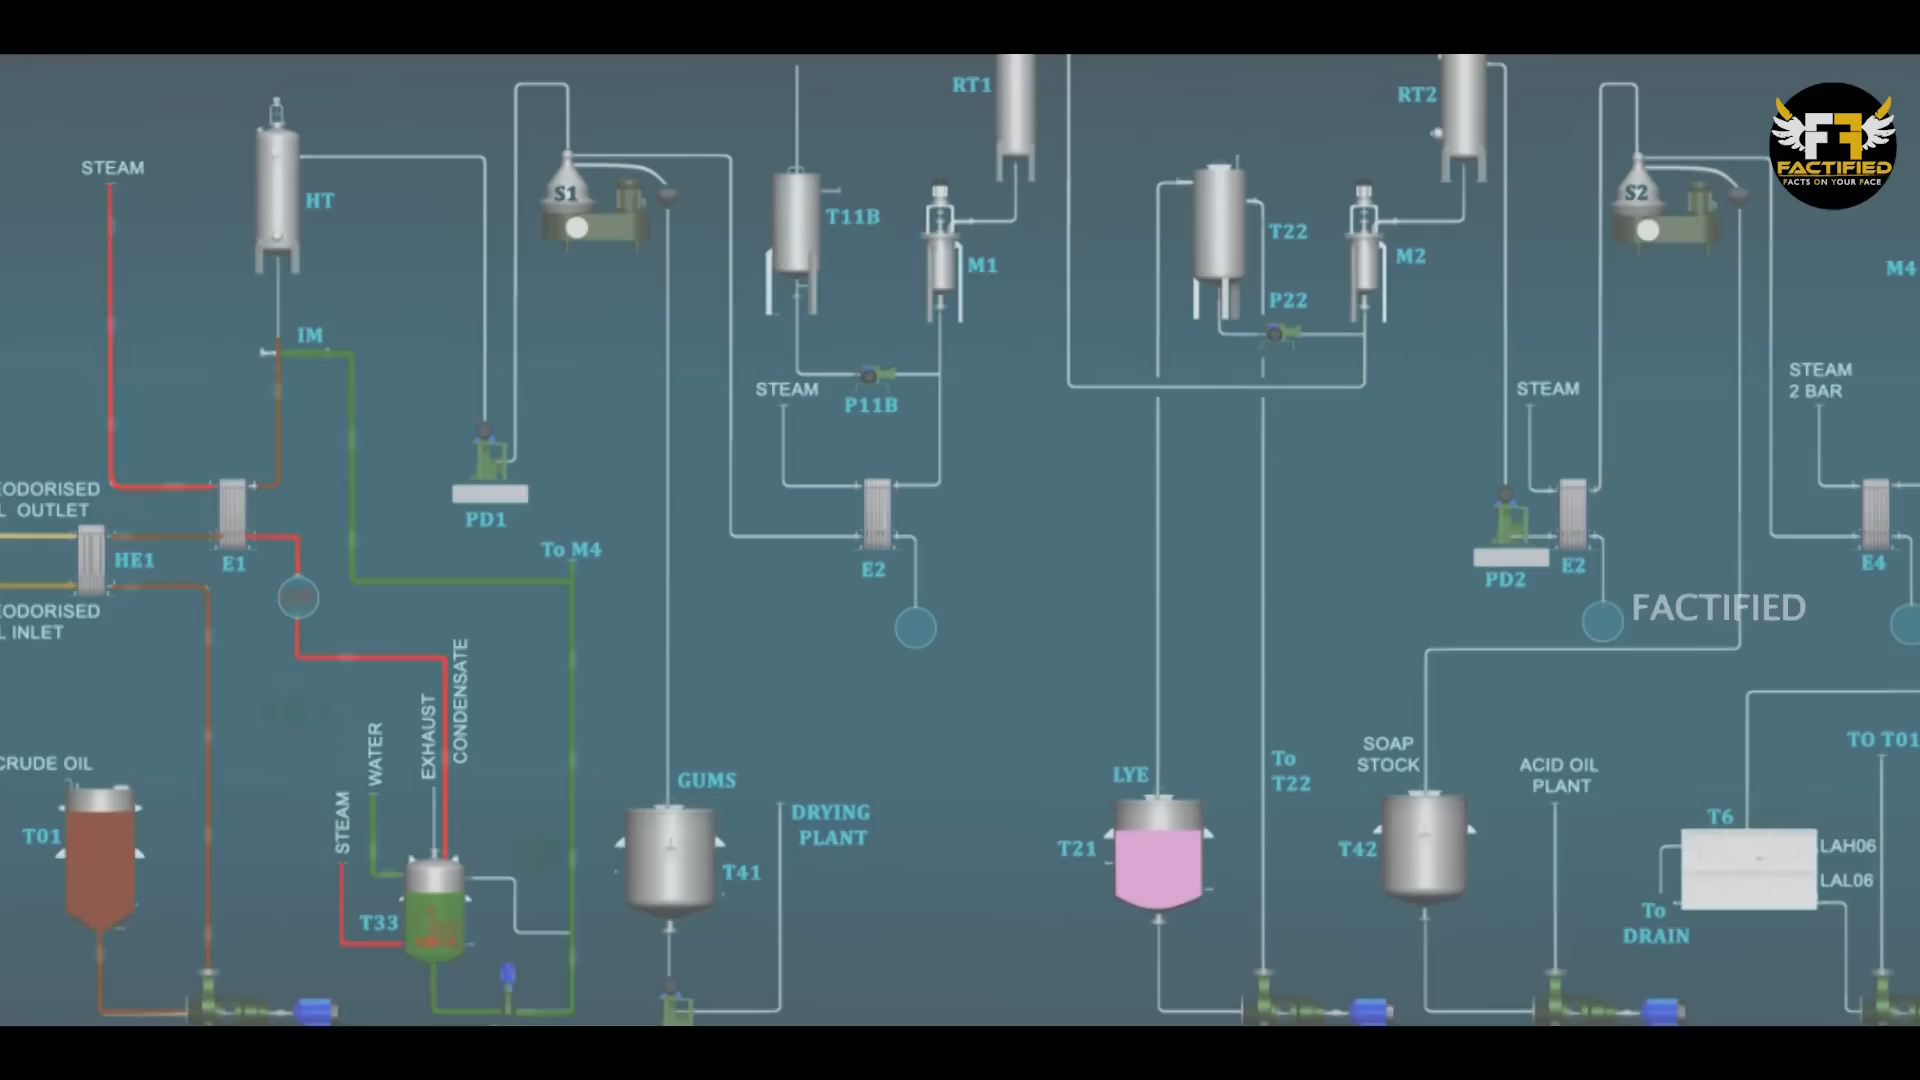 RT1
RT2
FF
FACTIFIED
FACTS ON YOUR FACE
STEAM
HT
S1
T11B
M1
T22
P22
M2
S2
M4
IM
STEAM
P11B
STEAM
STEAM
2 BAR
EODORISED
L OUTLET
HE1
E1
PD1
To M4
E2
PD2
E2
E4
EODORISED
L INLET
FACTIFIED
CONDENSATE
EXHAUST
WATER
STEAM
CRUDE OIL
T01
T33
GUMS
DRYING
PLANT
T41
LYE
T21
To
T22
SOAP
STOCK
T42
ACID OIL
PLANT
TO T01
T6
LAH06
LAL06
To
DRAIN